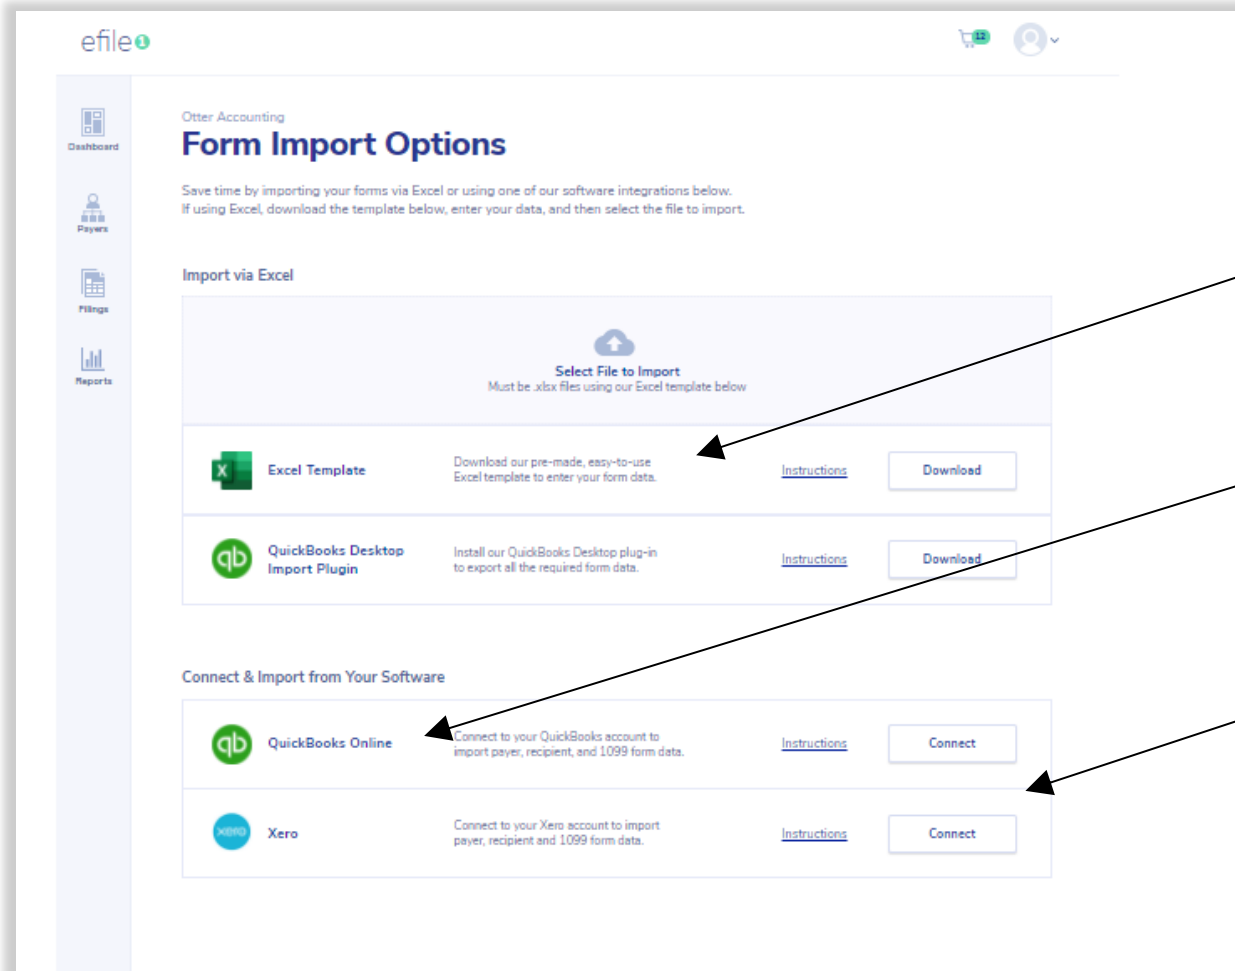 efile1
12
Dashboard
Payers
Filings
Reports
Otter Accounting
Form Import Options
Save time by importing your forms via Excel or using one of our software integrations below.
If using Excel, download the template below, enter your data, and then select the file to import.
Import via Excel
Select File to Import
Must be .xlsx files using our Excel template below
Excel Template
Download our pre-made, easy-to-use
Excel template to enter your form data.
Instructions
Download
QuickBooks Desktop
Import Plugin
Install our QuickBooks Desktop plug-in
to export all the required form data.
Instructions
Download
Connect & Import from Your Software
qb
QuickBooks Online
Connect to your QuickBooks account to
import payer, recipient, and 1099 form data.
Instructions
Connect
xero
Xero
Connect to your Xero account to import
payer, recipient and 1099 form data.
Instructions
Connect